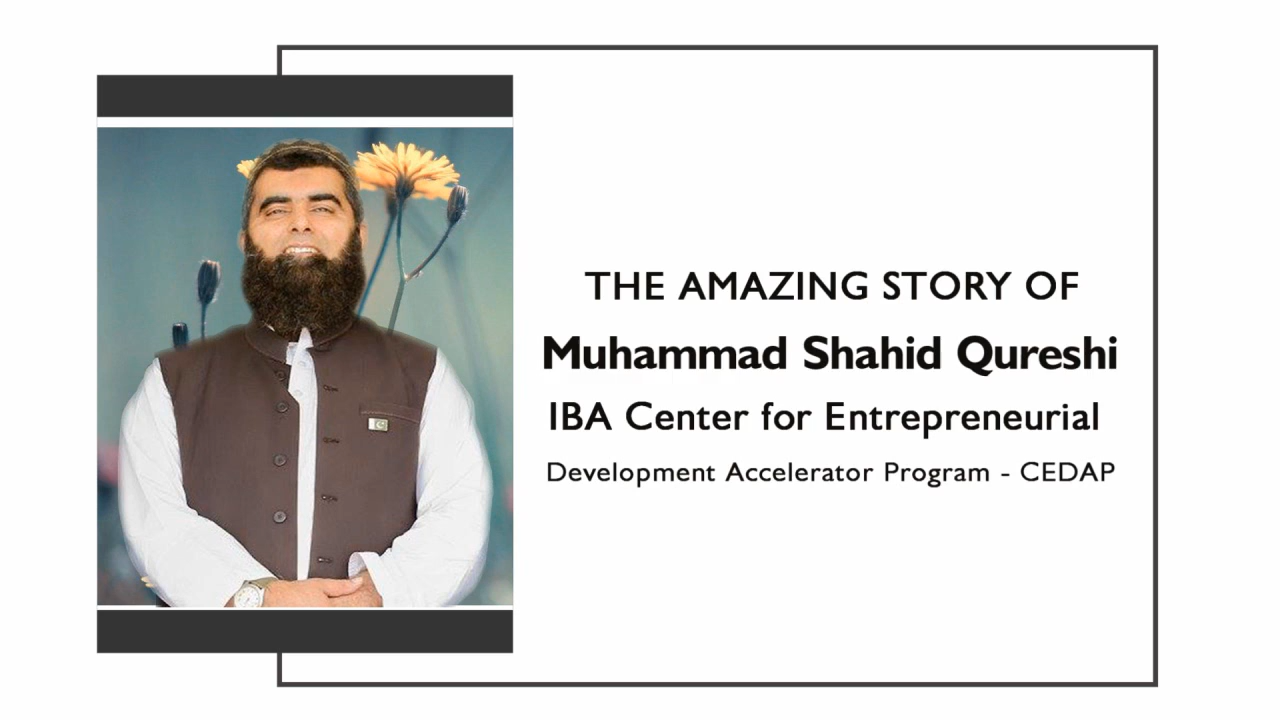 THE AMAZING STORY OF
Muhammad Shahid Qureshi
IBA Center for Entrepreneurial
Development Accelerator Program - CEDAP